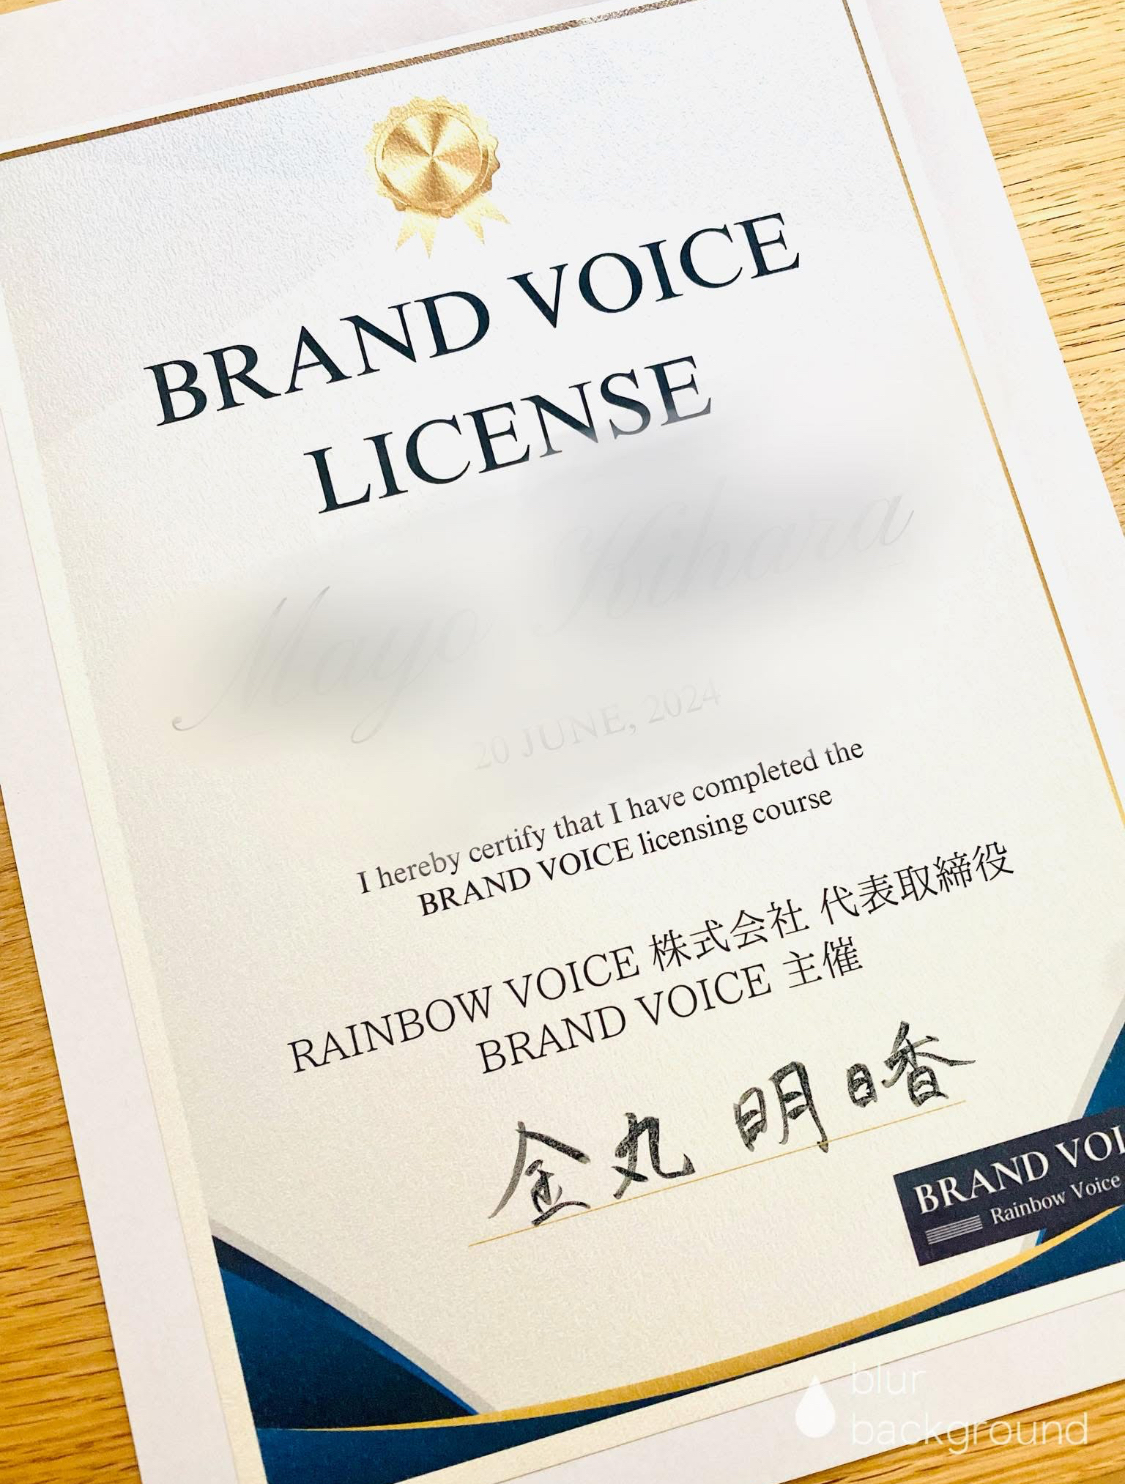 BRAND VOICE
LICENSE
Mayo Kihara
20 JUNE, 2024
I hereby certify that I have completed the
BRAND VOICE licensing course
RAINBOW VOICE 株式会社 代表取締役
BRAND VOICE 主催
金丸 明日香
BRAND VOI
Rainbow Voice
blur
background